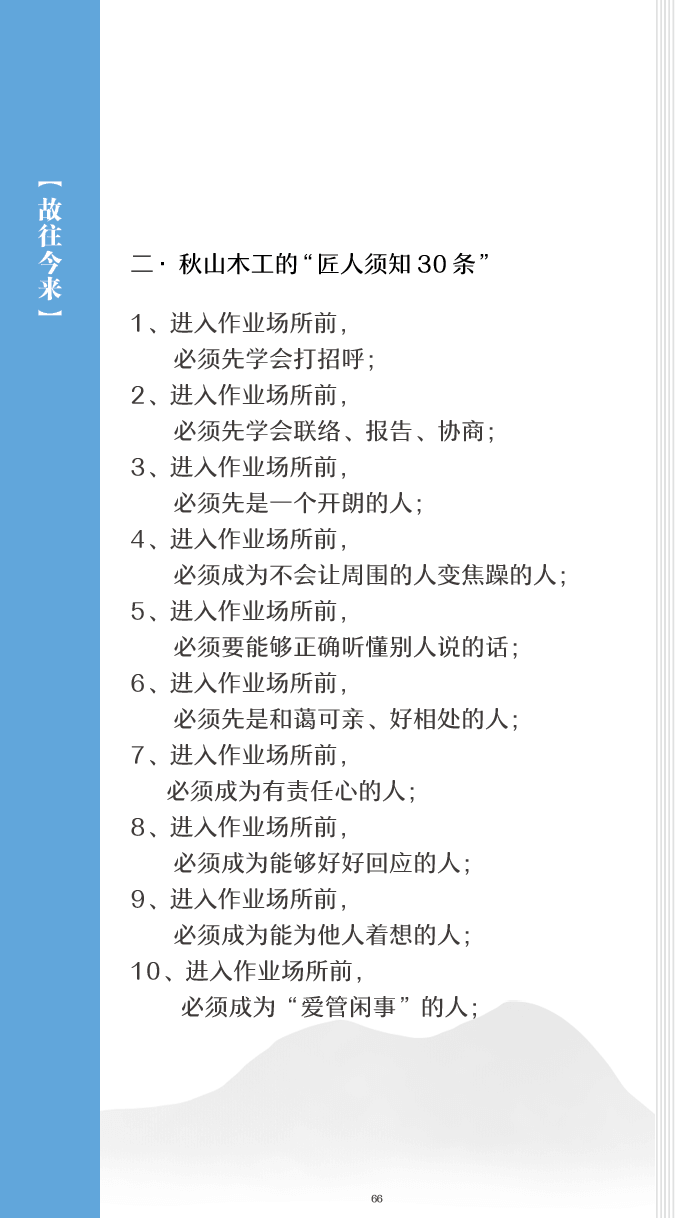 【故往今来】
二· 秋山木工的“匠人须知 30 条”
1、进入作业场所前，
必须先学会打招呼；
2、进入作业场所前，
必须先学会联络、报告、协商；
3、进入作业场所前，
必须先是一个开朗的人；
4、进入作业场所前，
必须成为不会让周围的人变焦躁的人；
5、进入作业场所前，
必须要能够正确听懂别人说的话；
6、进入作业场所前，
必须先是和蔼可亲、好相处的人；
7、进入作业场所前，
必须成为有责任心的人；
8、进入作业场所前，
必须成为能够好好回应的人；
9、进入作业场所前，
必须成为能为他人着想的人；
10、进入作业场所前，
必须成为“爱管闲事”的人；
66